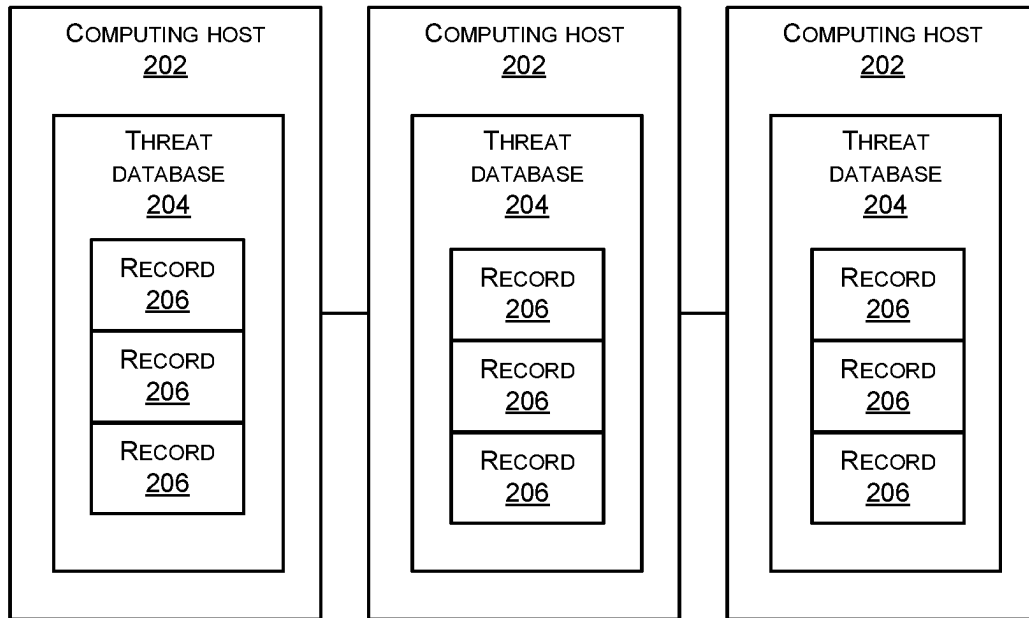 COMPUTING HOST
202
THREAT
DATABASE
204
RECORD
206
RECORD
206
RECORD
206
COMPUTING HOST
202
THREAT
DATABASE
204
RECORD
206
RECORD
206
RECORD
206
COMPUTING HOST
202
THREAT
DATABASE
204
RECORD
206
RECORD
206
RECORD
206